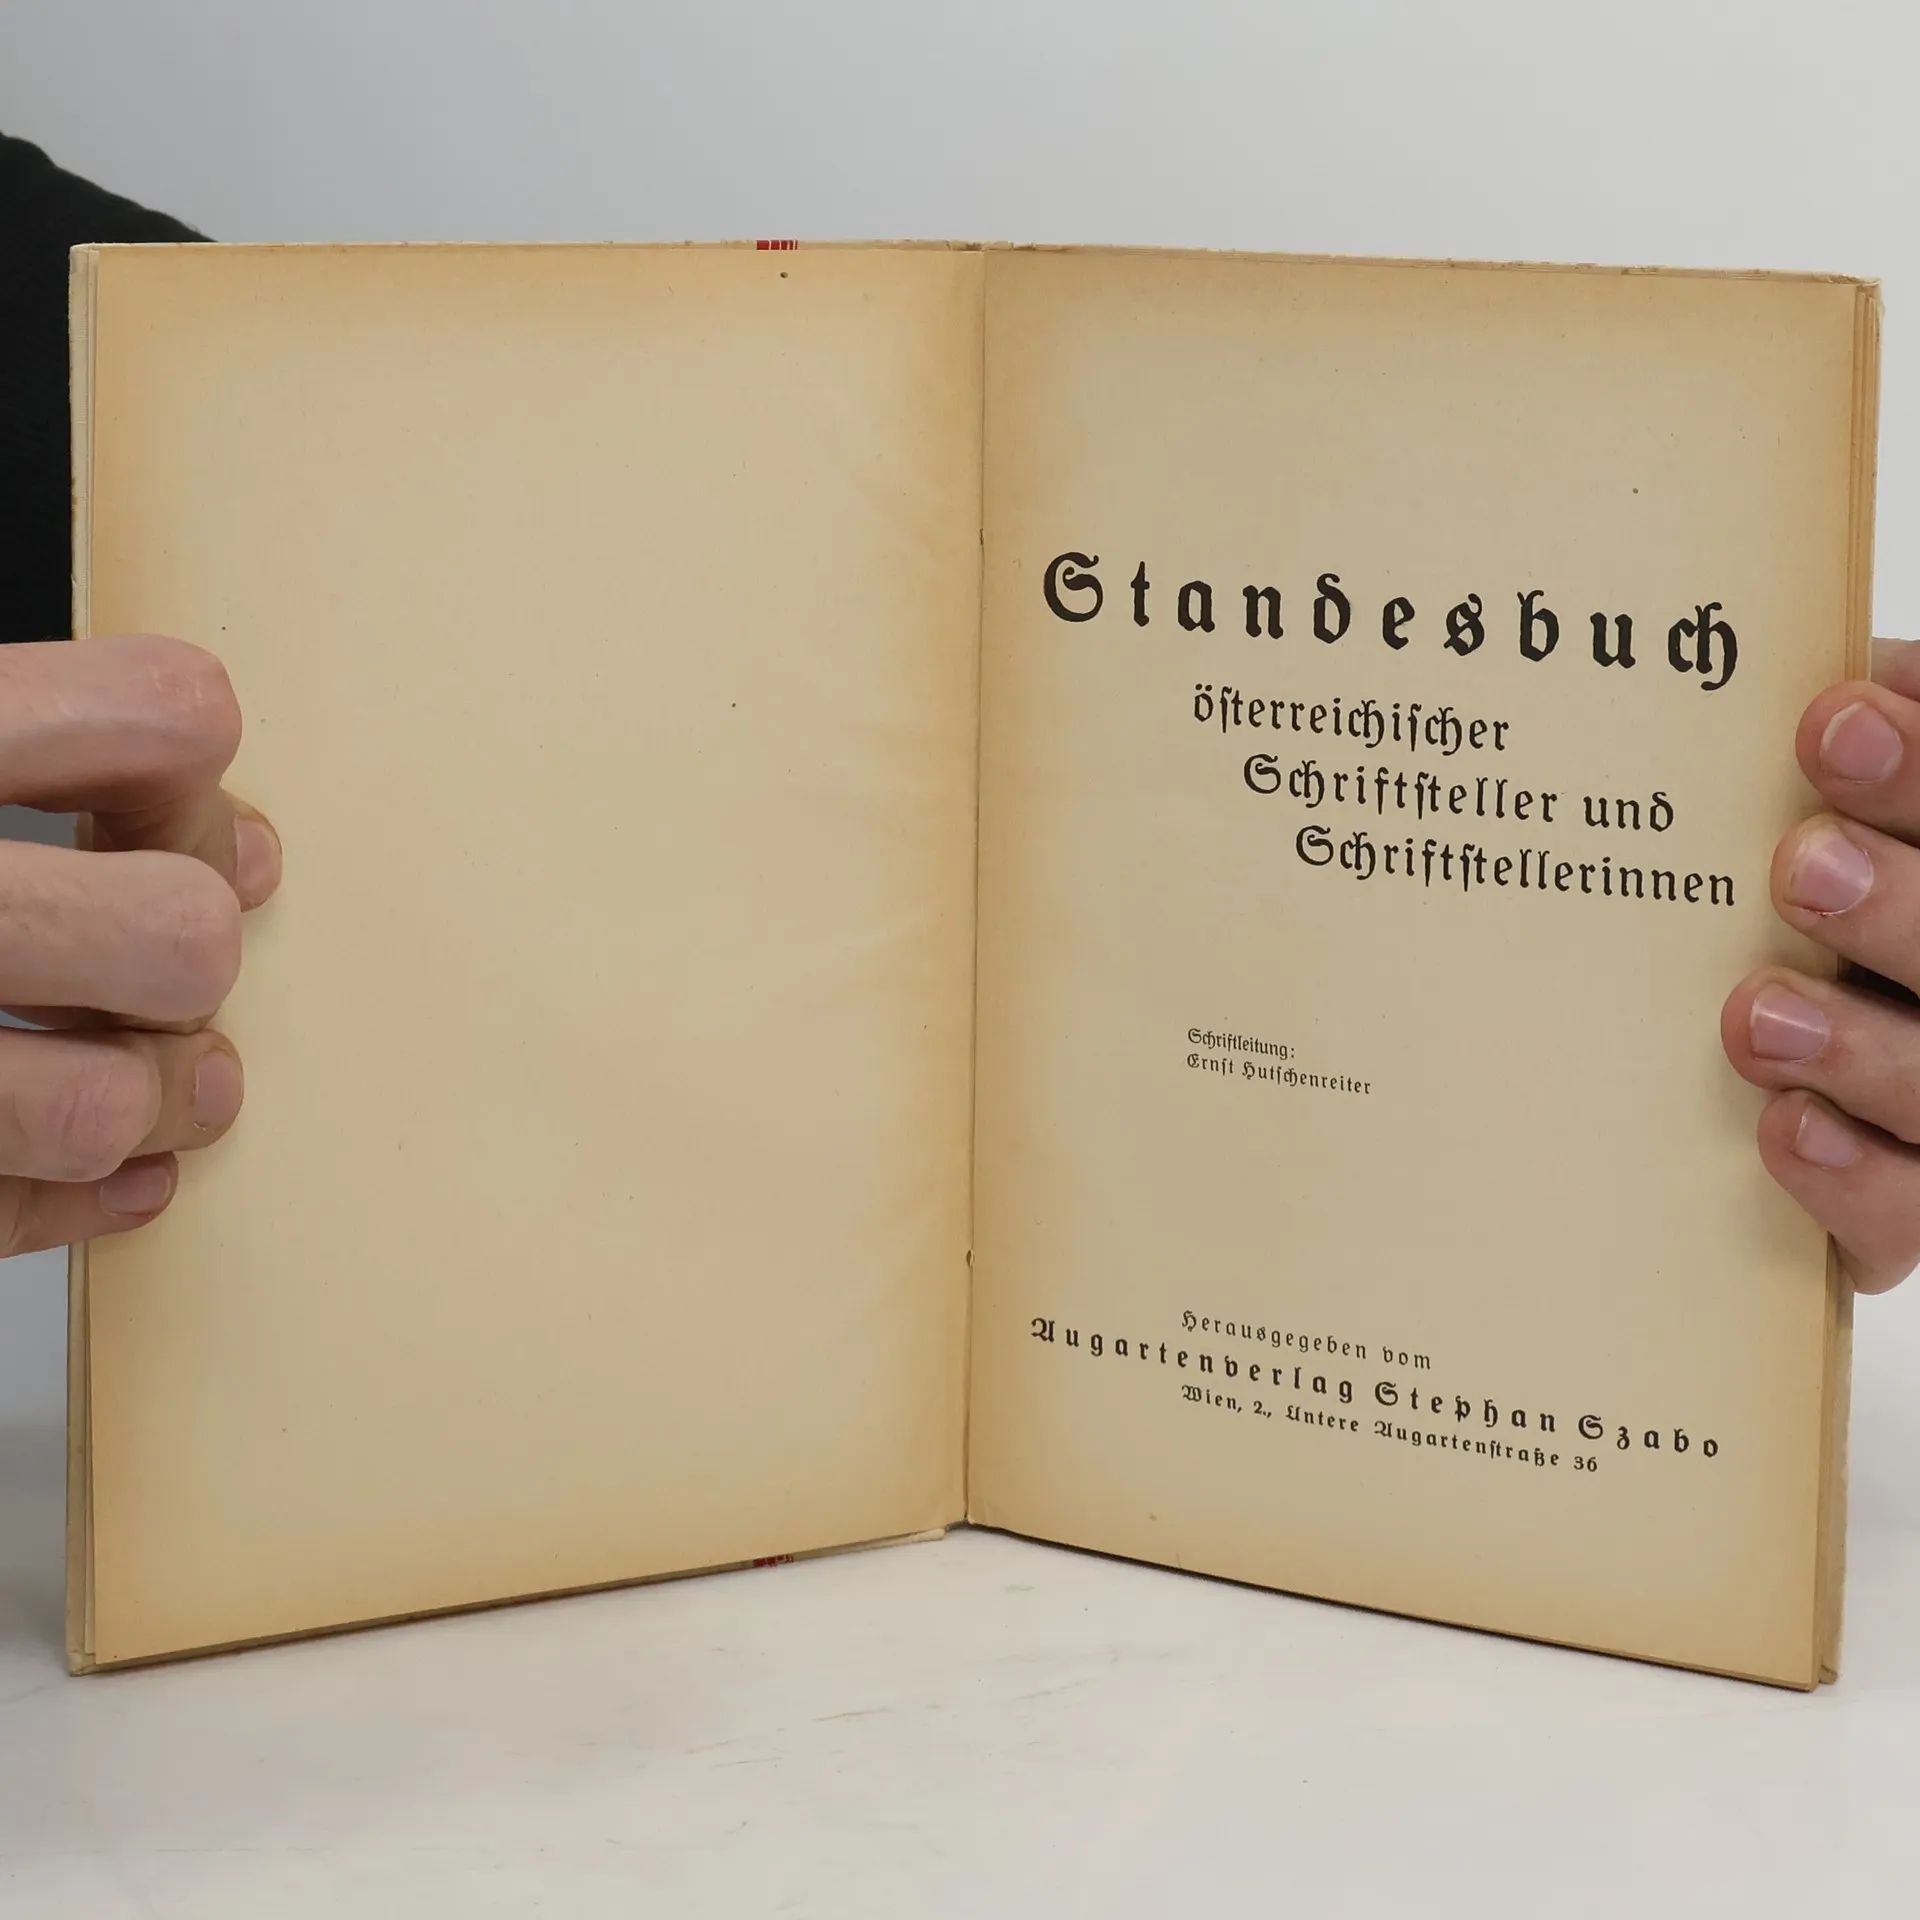 Standesbuch
öſterreichiſcher
Schriftſteller und
Schriftſtellerinnen
Schriftleitung:
Ernſt Hutſchenreiter
Herausgegeben vom
Augartenverlag Stephan Szabo
Wien, 2., Untere Augartenſtraße 36